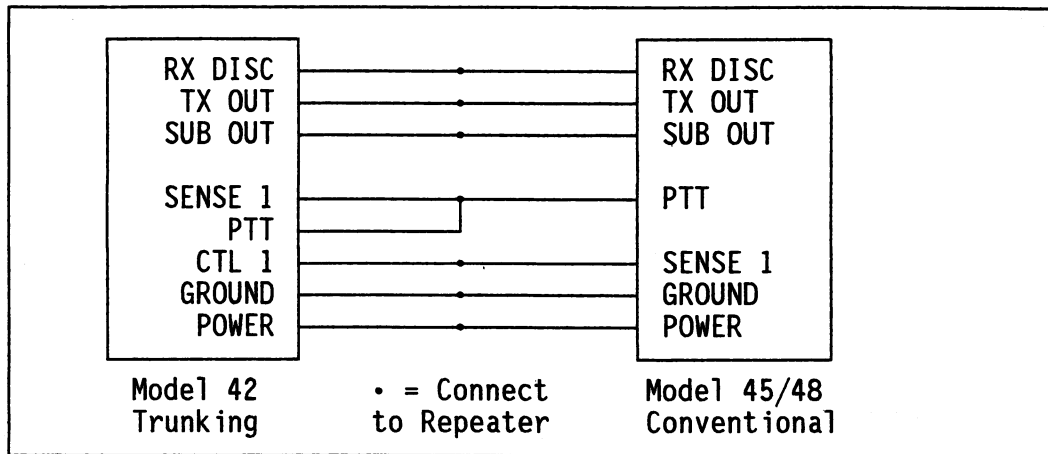 RX DISC RX DISC
TX OUT TX OUT
SUB OUT SUB OUT
SENSE 1 PTT
PTT
CTL 1 SENSE 1
GROUND GROUND
POWER POWER
Model 42 • = Connect Model 45/48
Trunking to Repeater Conventional